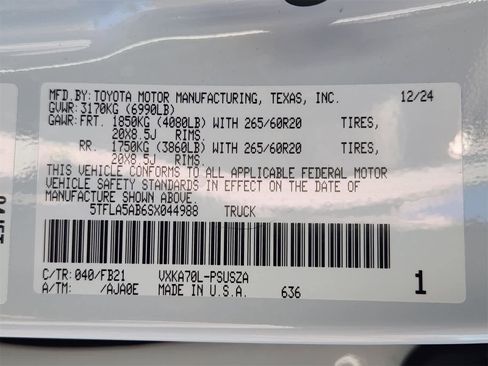 MFD.BY:TOYOTA MOTOR MANUFACTURING, TEXAS, INC. 12/24
GVWR:3170KG (6990LB)
GAWR:FRT. 1850KG (4080LB) WITH 265/60R20 TIRES,
20X8.5J RIMS.
RR. 1750KG (3860LB) WITH 265/60R20 TIRES,
20X8.5J RIMS.
THIS VEHICLE CONFORMS TO ALL APPLICABLE FEDERAL MOTOR
VEHICLE SAFETY STANDARDS IN EFFECT ON THE DATE OF
MANUFACTURE SHOWN ABOVE
5TFLA5AB6SX044988 TRUCK
C/TR:040/FB21 VXKA70L-PSUSZA
A/TM: /AJA0E MADE IN U.S.A. 636 1